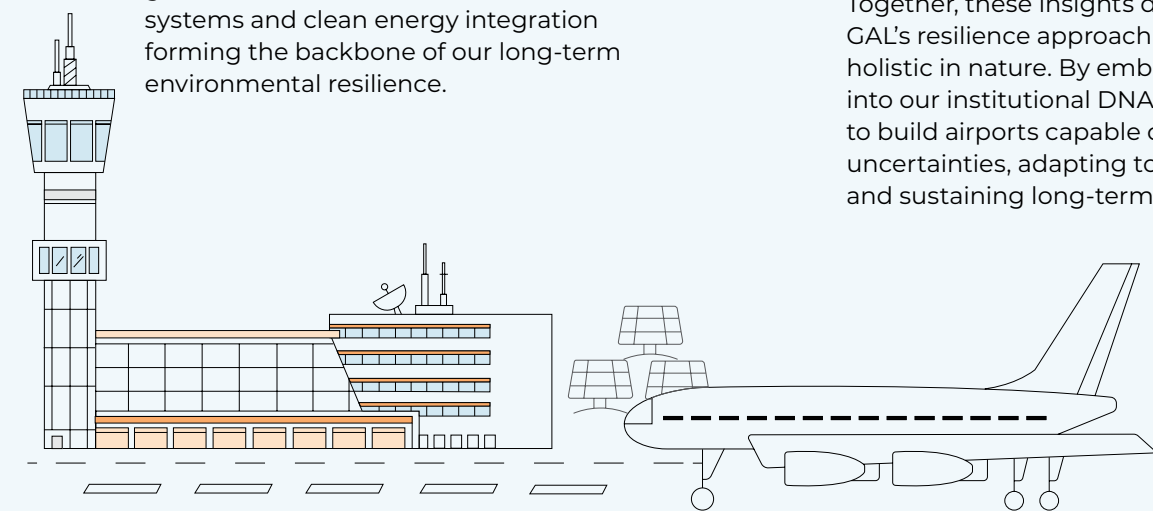 systems and clean energy integration
forming the backbone of our long-term
environmental resilience.
Together, these insights
GAL's resilience approach
holistic in nature. By
into our institutional DNA
to build airports capable
uncertainties, adapting
and sustaining long-term